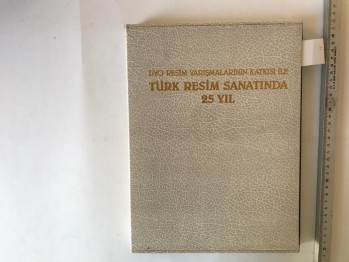 DYO RESİM YARIŞMALARININ KATKISI İLE
TÜRK RESİM SANATINDA
25 YIL